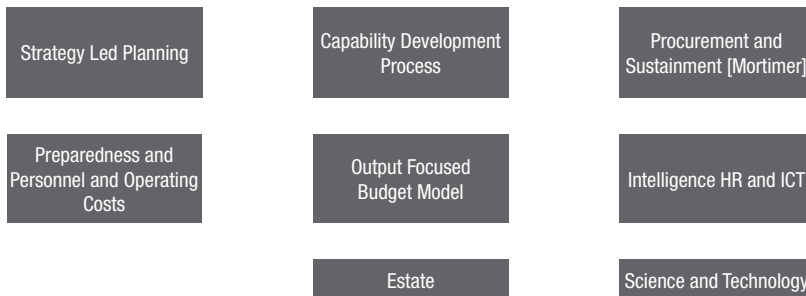 Strategy Led Planning
Capability Development
Process
Procurement and
Sustainment [Mortimer]
Preparedness and
Personnel and Operating
Costs
Output Focused
Budget Model
Intelligence HR and ICT
Estate
Science and Technology